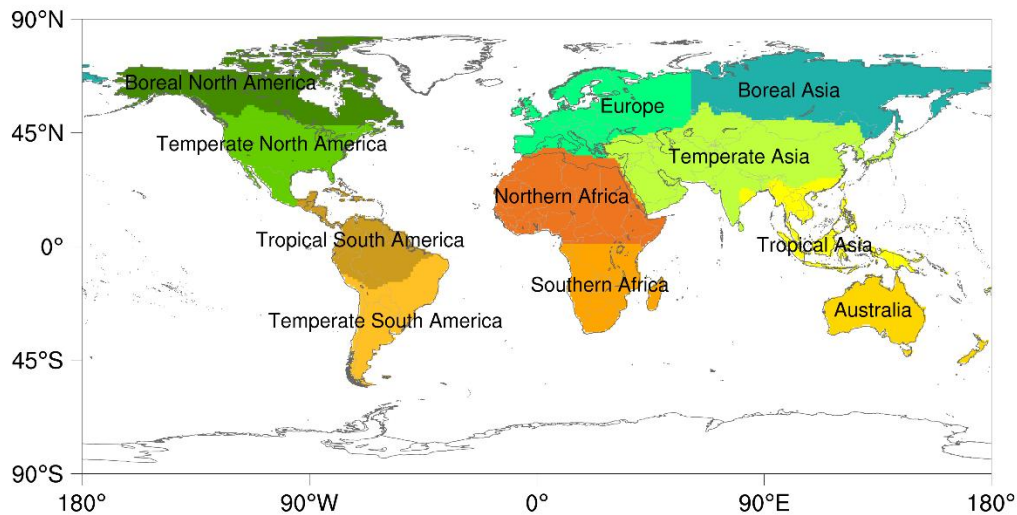 90°N
Boreal North America
Boreal Asia
Europe
45°N
Temperate North America
Temperate Asia
Northern Africa
0°
Tropical South America
Tropical Asia
Southern Africa
Australia
Temperate South America
45°S
90°S
180°
90°W
0°
90°E
180°